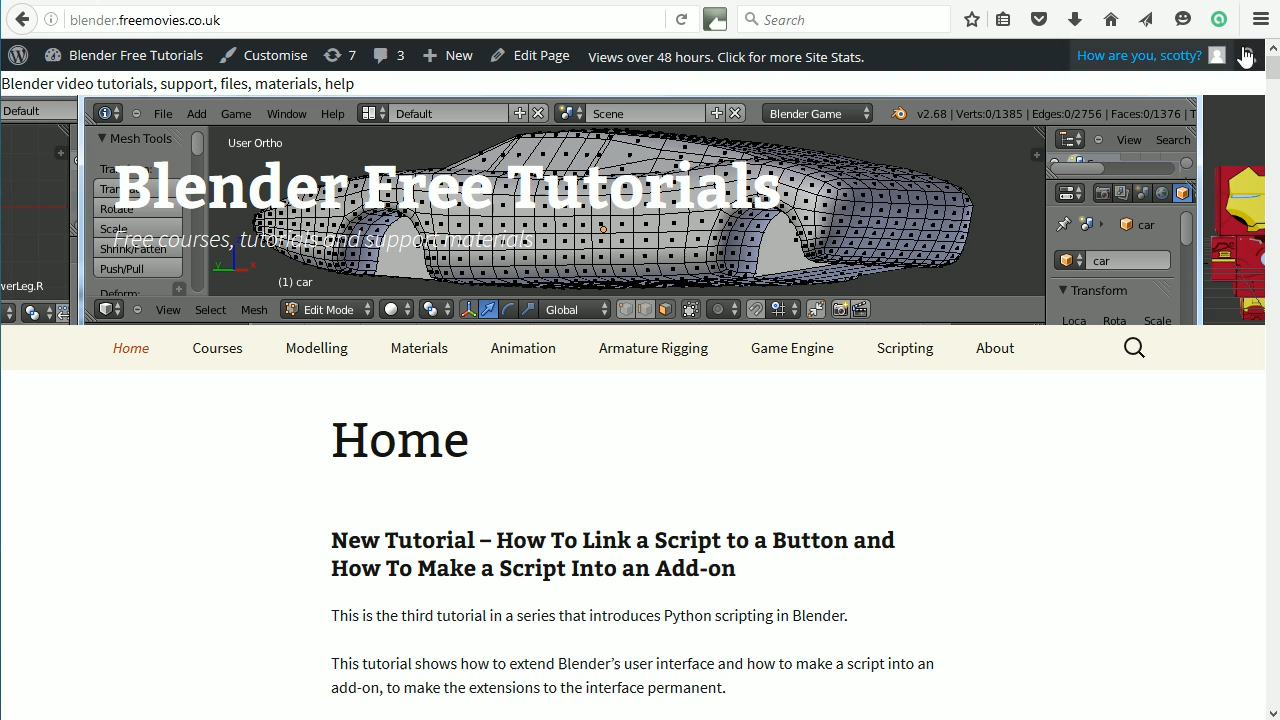 blender.freemovies.co.uk
Search
Blender Free Tutorials Customise 7 3 New Edit Page Views over 48 hours. Click for more Site Stats. How are you, scotty?
Blender video tutorials, support, files, materials, help
Default File Add Game Window Help Default Scene Blender Game v2.68 | Verts:0/1385 | Edges:0/2756 | Faces:0/1376 | T
Mesh Tools User Ortho View Search
Blender Free Tutorials
Rotate
Scale car
Free courses, tutorials and support materials
Shrink/Fatten
Push/Pull car
Deform: (1) car Transform
verLeg.R
View Select Mesh Edit Mode Global Loca Rota Scale
Home Courses Modelling Materials Animation Armature Rigging Game Engine Scripting About
Home
New Tutorial – How To Link a Script to a Button and
How To Make a Script Into an Add-on
This is the third tutorial in a series that introduces Python scripting in Blender.
This tutorial shows how to extend Blender’s user interface and how to make a script into an
add-on, to make the extensions to the interface permanent.